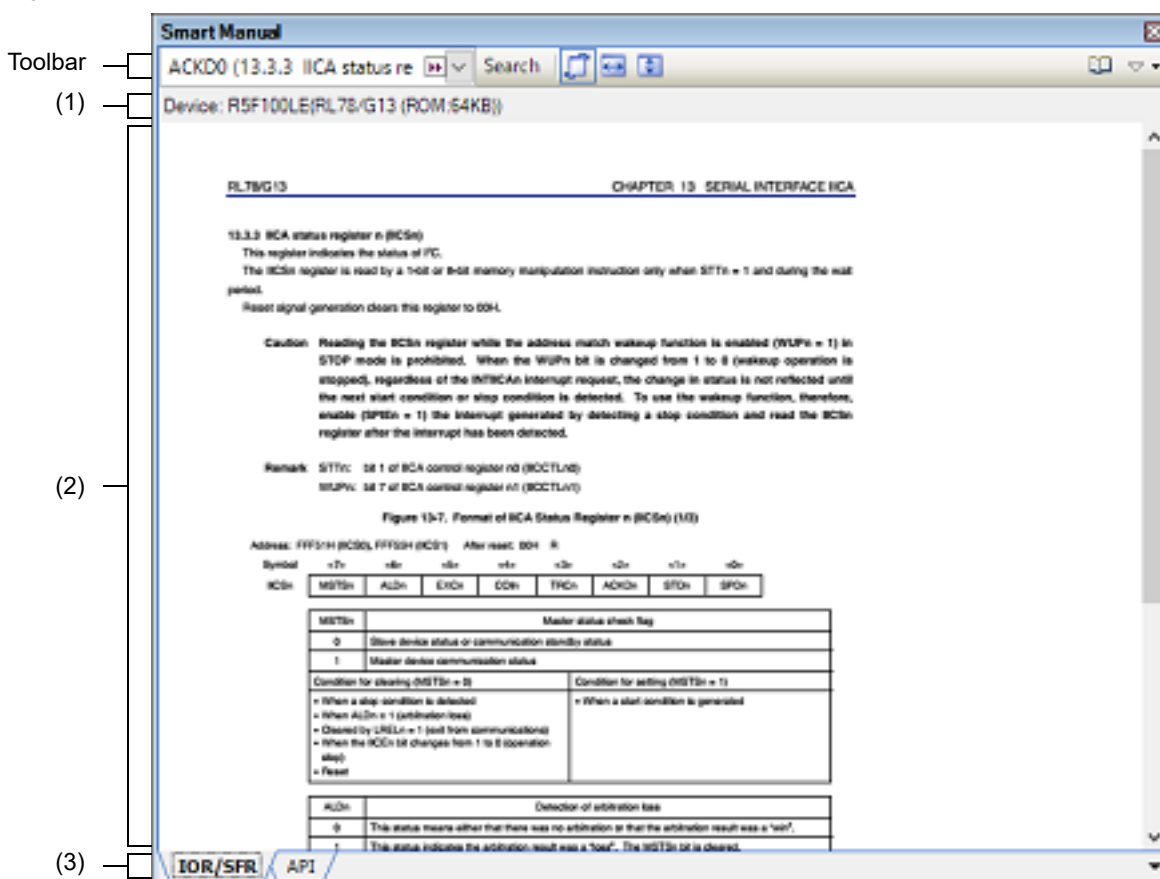 Smart Manual
Toolbar
ACKD0 (13.3.3 IICA status re Search
(1)
Device: R5F100LE(RL78/G13 (ROM:64KB))
RL78/G13 CHAPTER 13 SERIAL INTERFACE IICA
13.3.3 IICA status register n (IICSn)
This register indicates the status of I²C.
The IICSn register is read by a 1-bit or 8-bit memory manipulation instruction only when STTn = 1 and during the wait
period.
Reset signal generation clears this register to 00H.
Caution Reading the IICSn register while the address match wakeup function is enabled (WUPn = 1) in
STOP mode is prohibited. When the WUPn bit is changed from 1 to 0 (wakeup operation is
stopped), regardless of the INTIICAn interrupt request, the change in status is not reflected until
the next start condition or stop condition is detected. To use the wakeup function, therefore,
enable (SPIEn = 1) the interrupt generated by detecting a stop condition and read the IICSn
register after the interrupt has been detected.
(2)
Remark STTn: bit 1 of IICA control register n0 (IICCTLn0)
WUPn: bit 7 of IICA control register n1 (IICCTLn1)
Figure 13-7. Format of IICA Status Register n (IICSn) (1/3)
Address: FFF51H (IICS0), FFF55H (IICS1) After reset: 00H R
Symbol <7> <6> <5> <4> <3> <2> <1> <0>
IICSn MSTSn ALDn EXCn COIn TRCn ACKDn STDn SPDn
MSTSn Master status check flag
0 Slave device status or communication standby status
1 Master device communication status
Condition for clearing (MSTSn = 0) Condition for setting (MSTSn = 1)
• When a stop condition is detected • When a start condition is generated
• When ALDn = 1 (arbitration loss)
• Cleared by LRELn = 1 (exit from communications)
• When the IICEn bit changes from 1 to 0 (operation
stop)
• Reset
ALDn Detection of arbitration loss
0 This status means either that there was no arbitration or that the arbitration result was a "win".
1 This status indicates the arbitration result was a "loss". The MSTSn bit is cleared.
(3)
IOR/SFR API